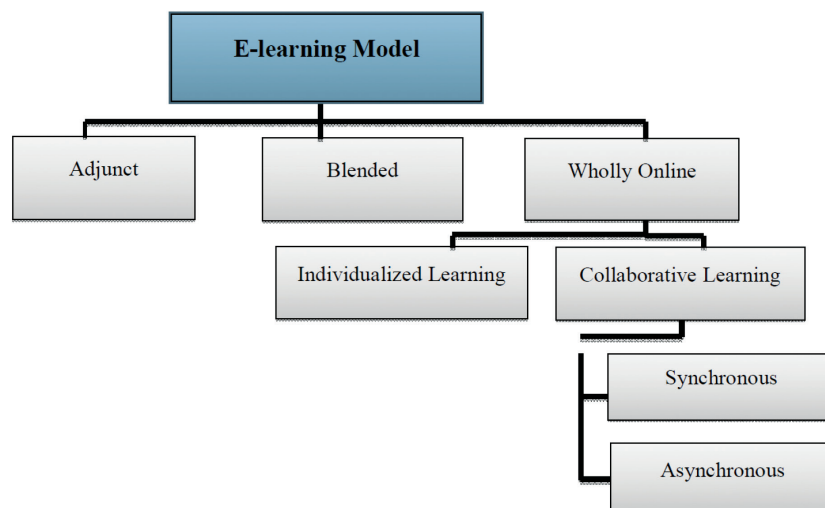 E-learning Model
Adjunct
Blended
Wholly Online
Individualized Learning
Collaborative Learning
Synchronous
Asynchronous